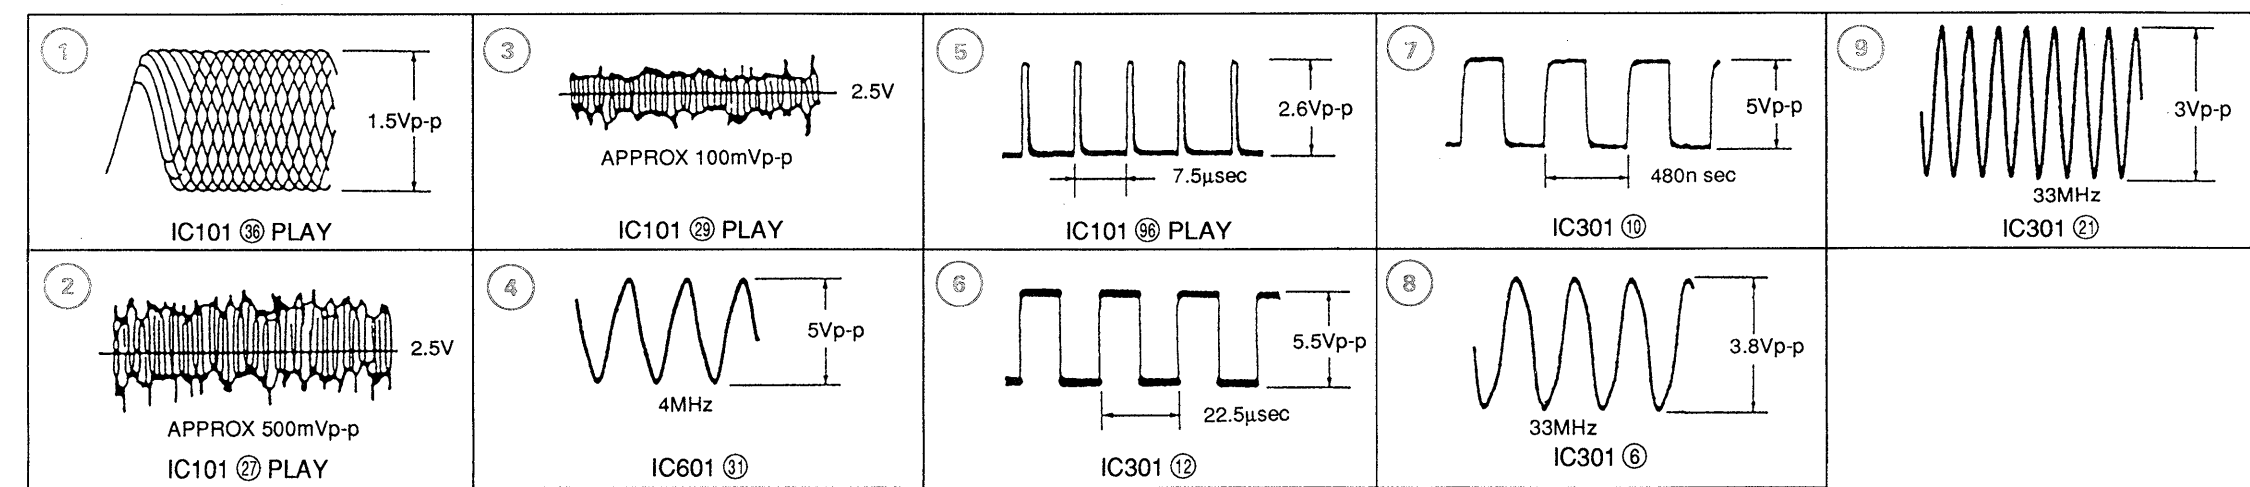 ①
1.5Vp-p
IC101 ㊱ PLAY
②
2.5V
APPROX 500mVp-p
IC101 ㉗ PLAY
③
2.5V
APPROX 100mVp-p
IC101 ㉙ PLAY
④
5Vp-p
4MHz
IC601 ㉛
⑤
2.6Vp-p
7.5μsec
IC101 96 PLAY
⑥
5.5Vp-p
22.5μsec
IC301 ⑫
⑦
5Vp-p
480n sec
IC301 ⑩
⑧
3.8Vp-p
33MHz
IC301 ⑥
⑨
3Vp-p
33MHz
IC301 ㉑